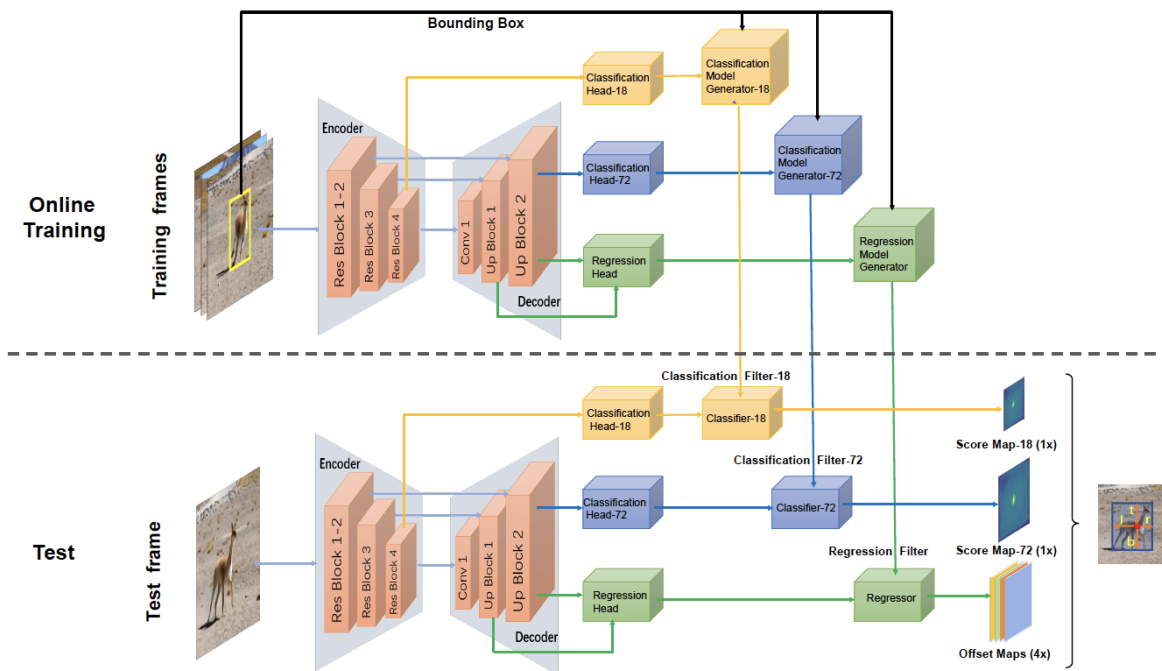 Bounding Box
Online
Training
Training frames
Encoder
Res Block 1-2
Res Block 3
Res Block 4
Conv 1
Up Block 1
Up Block 2
Decoder
Classification
Head-18
Classification
Model
Generator-18
Classification
Head-72
Classification
Model
Generator-72
Regression
Head
Regression
Model
Generator
Test
Test frame
Encoder
Res Block 1-2
Res Block 3
Res Block 4
Conv 1
Up Block 1
Up Block 2
Decoder
Classification Filter-18
Classification
Head-18
Classifier-18
Score Map-18 (1x)
Classification Filter-72
Classification
Head-72
Classifier-72
Score Map-72 (1x)
Regression Filter
Regression
Head
Regressor
Offset Maps (4x)
t
l
r
b